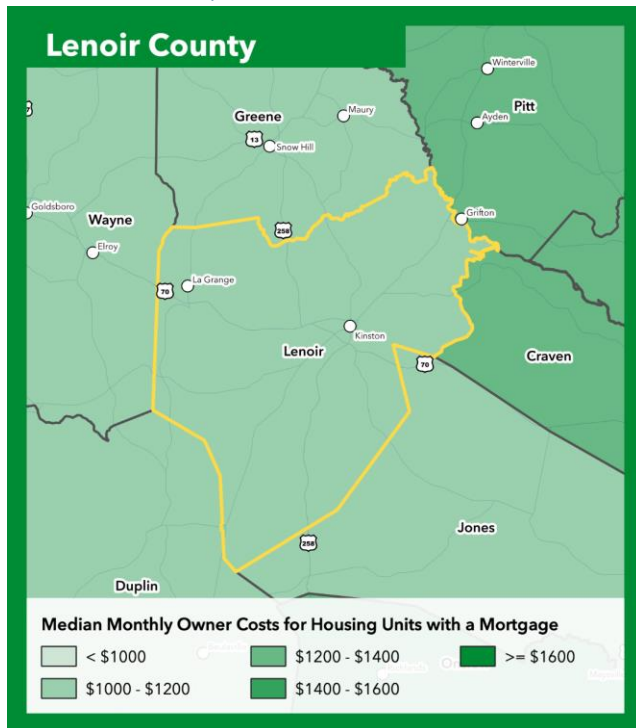 Lenoir County
Winterville
Pitt
Maury
Greene
Ayden
13
Snow Hill
Goldsboro
Grifton
Wayne
258
Elroy
La Grange
70
Kinston
Lenoir
Craven
70
Jones
258
Duplin
Median Monthly Owner Costs for Housing Units with a Mortgage
< $1000
$1200 - $1400
>= $1600
$1000 - $1200
$1400 - $1600